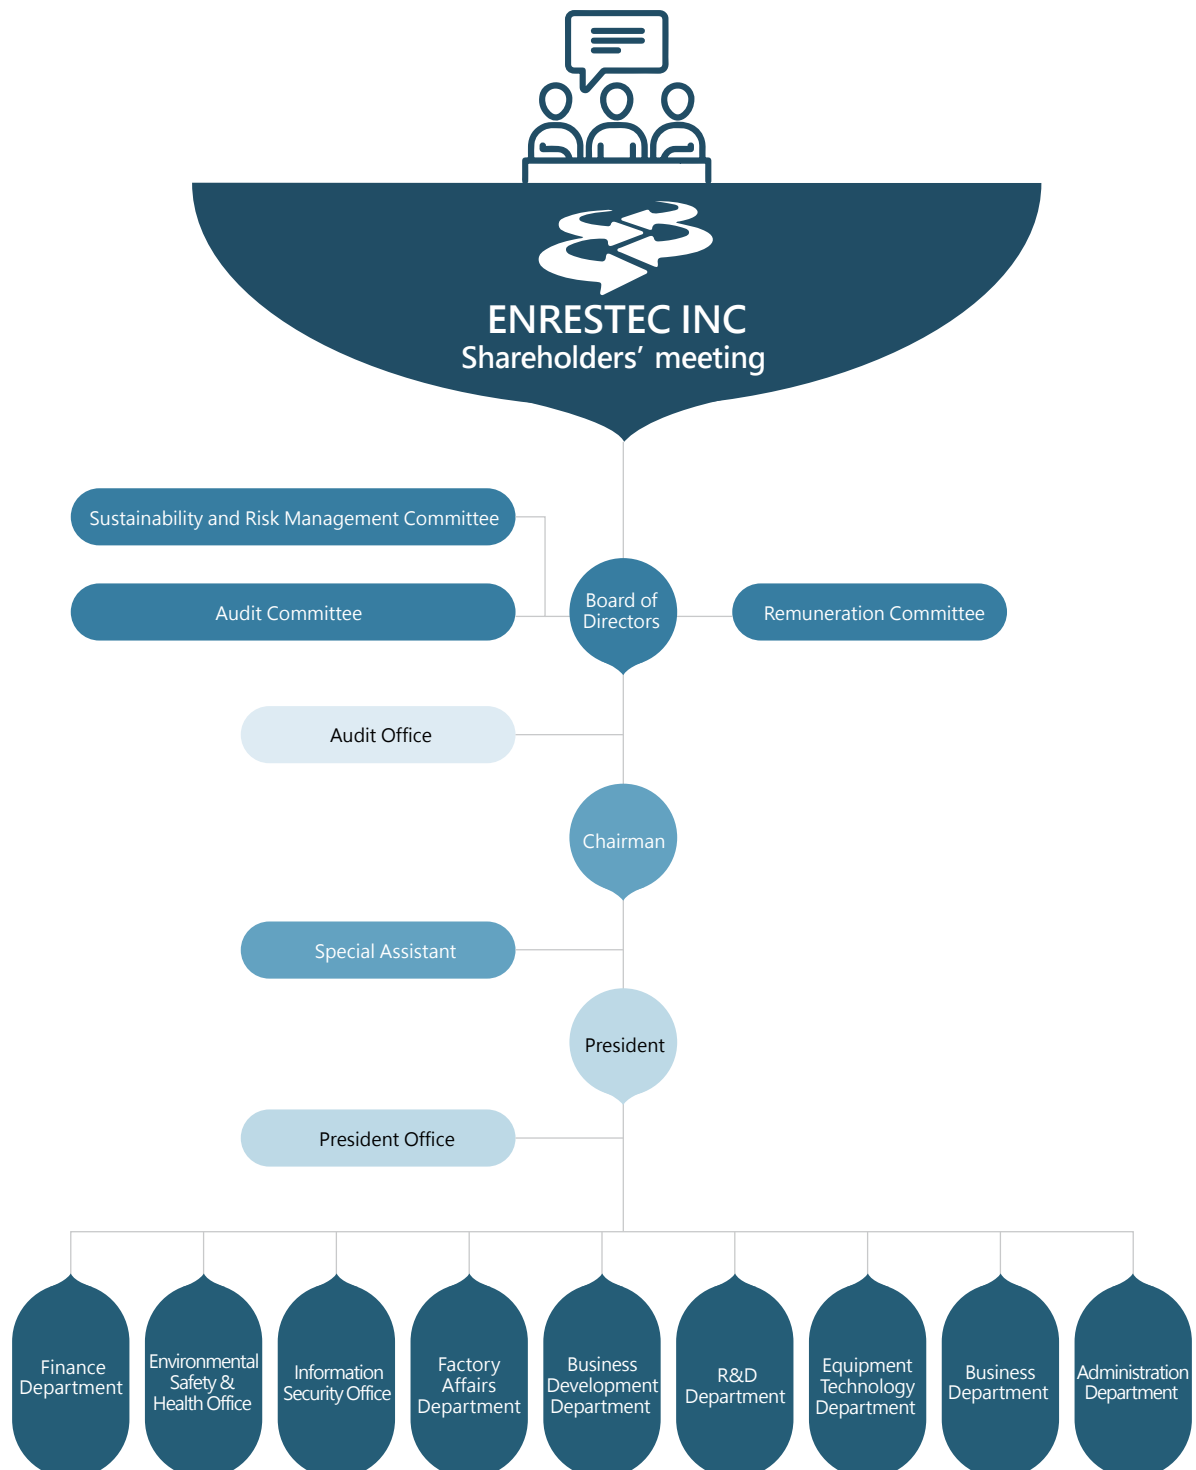 ENRESTEC INC
Shareholders’ meeting
Sustainability and Risk Management Committee
Audit Committee
Board of
Directors
Remuneration Committee
Audit Office
Chairman
Special Assistant
President
President Office
Finance
Department
Environmental
Safety &
Health Office
Information
Security Office
Factory
Affairs
Department
Business
Development
Department
R&D
Department
Equipment
Technology
Department
Business
Department
Administration
Department